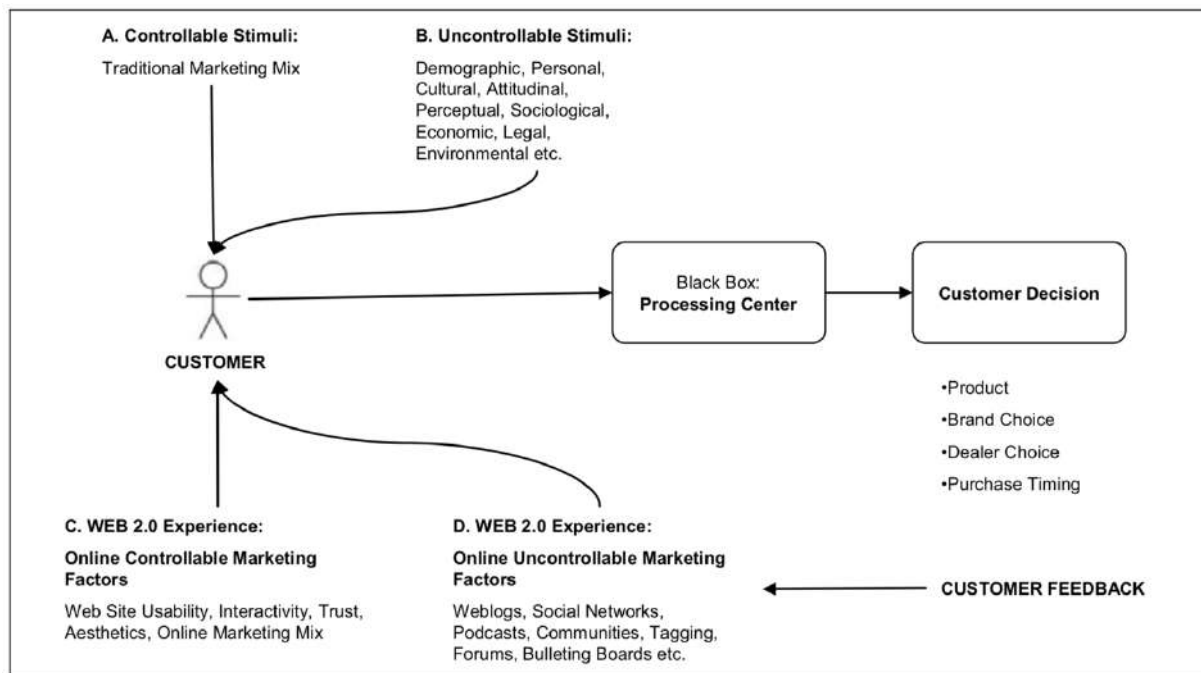 A. Controllable Stimuli:
Traditional Marketing Mix
B. Uncontrollable Stimuli:
Demographic, Personal,
Cultural, Attitudinal,
Perceptual, Sociological,
Economic, Legal,
Environmental etc.
CUSTOMER
Black Box:
Processing Center
Customer Decision
•Product
•Brand Choice
•Dealer Choice
•Purchase Timing
C. WEB 2.0 Experience:
Online Controllable Marketing
Factors
Web Site Usability, Interactivity, Trust,
Aesthetics, Online Marketing Mix
D. WEB 2.0 Experience:
Online Uncontrollable Marketing
Factors
Weblogs, Social Networks,
Podcasts, Communities, Tagging,
Forums, Bulleting Boards etc.
CUSTOMER FEEDBACK